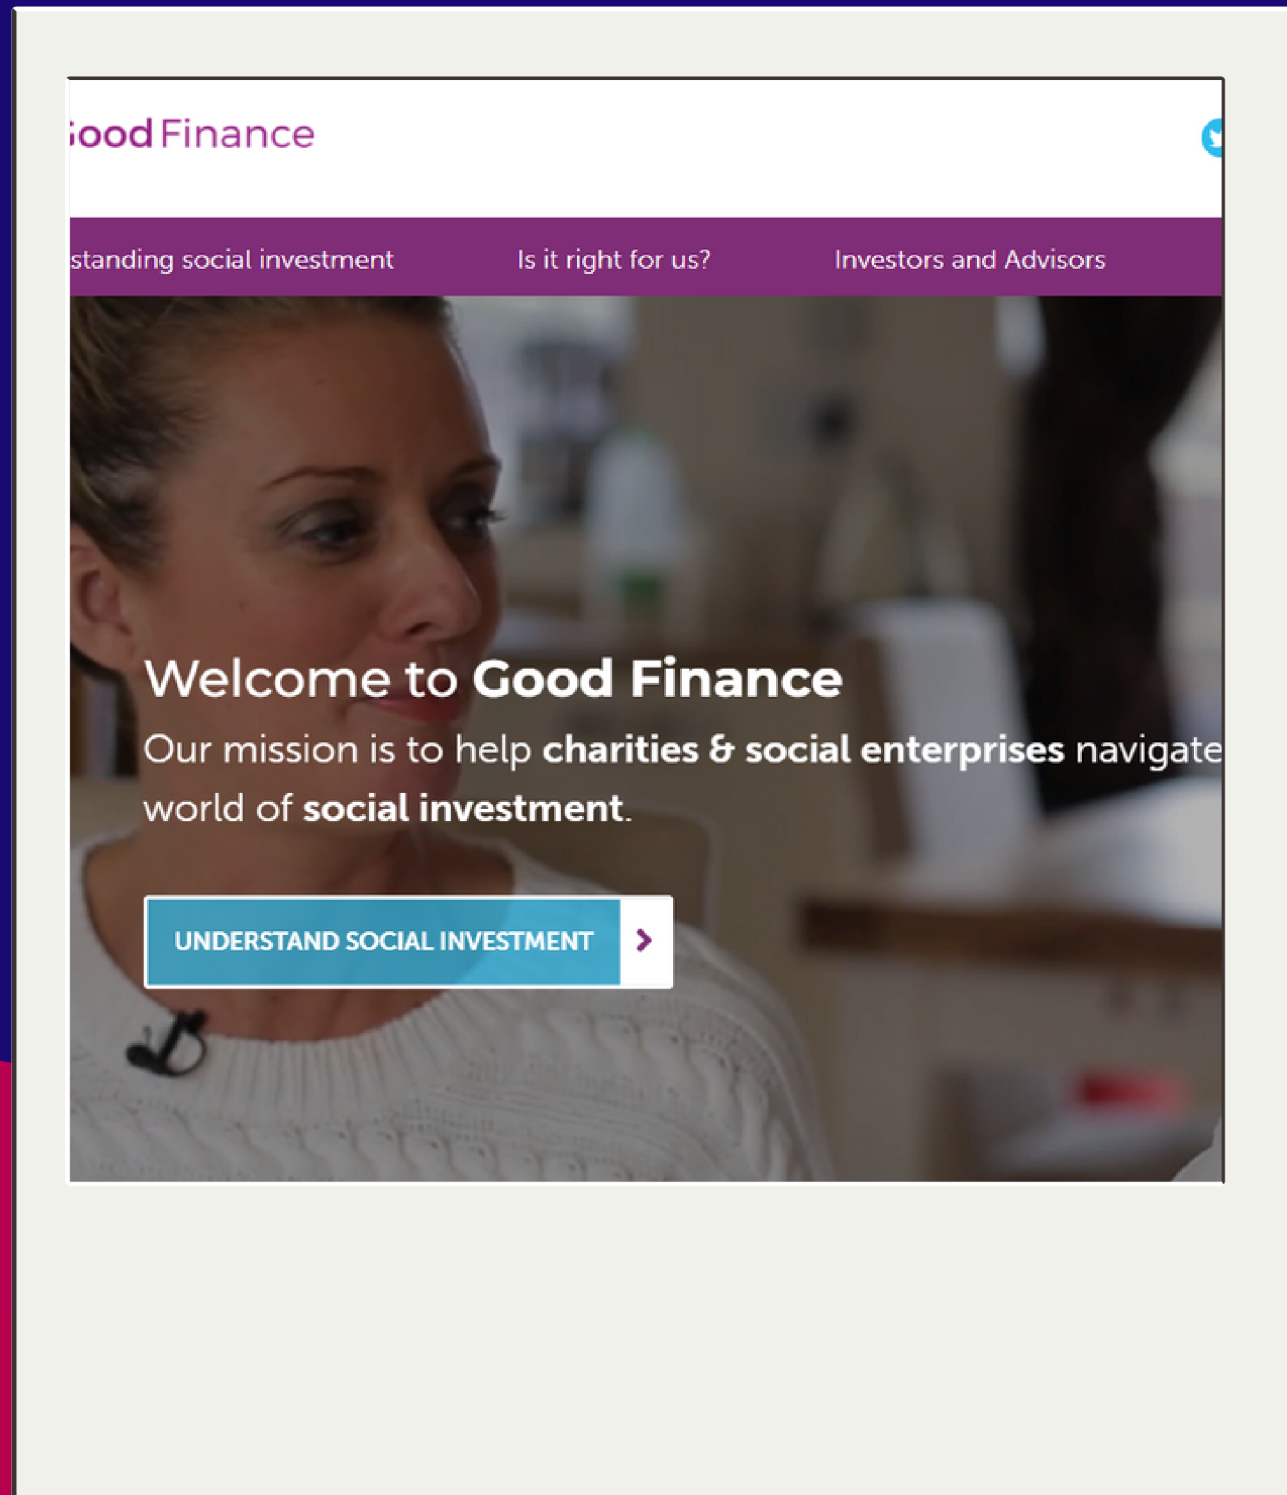 Good Finance
standing social investment Is it right for us? Investors and Advisors
Welcome to Good Finance
Our mission is to help charities & social enterprises navigate
world of social investment.
UNDERSTAND SOCIAL INVESTMENT